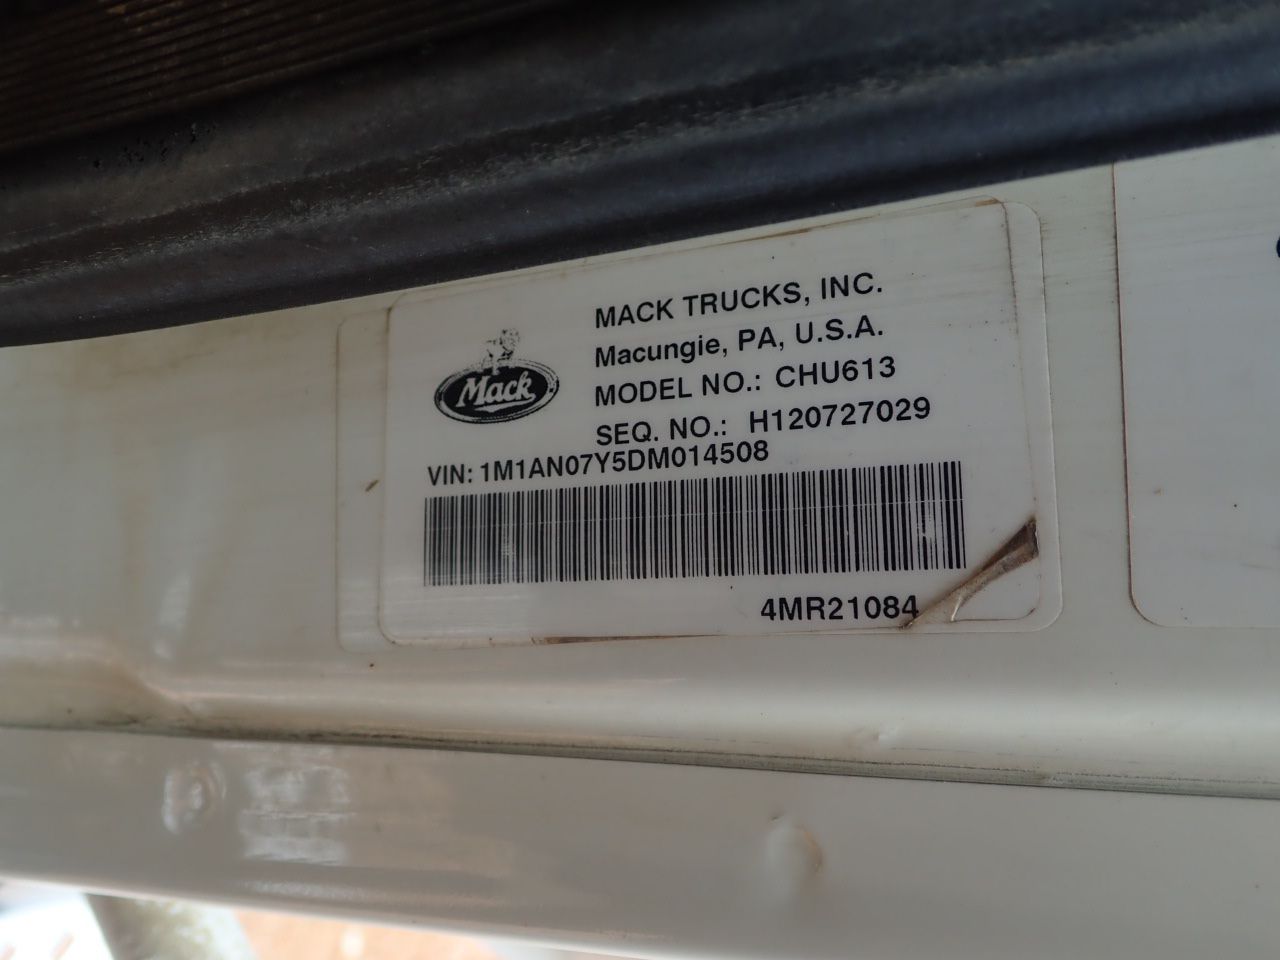 MACK TRUCKS, INC.
Macungie, PA, U.S.A.
Mack
MODEL NO.: CHU613
SEQ. NO.: H120727029
VIN: 1M1AN07Y5DM014508
4MR21084